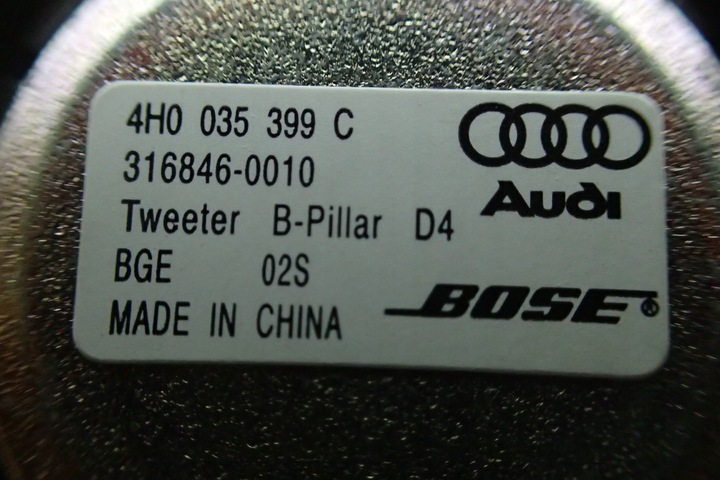 4H0 035 399 C
316846-0010
Tweeter B-Pillar D4
BGE 02S
MADE IN CHINA
Audi
BOSE®